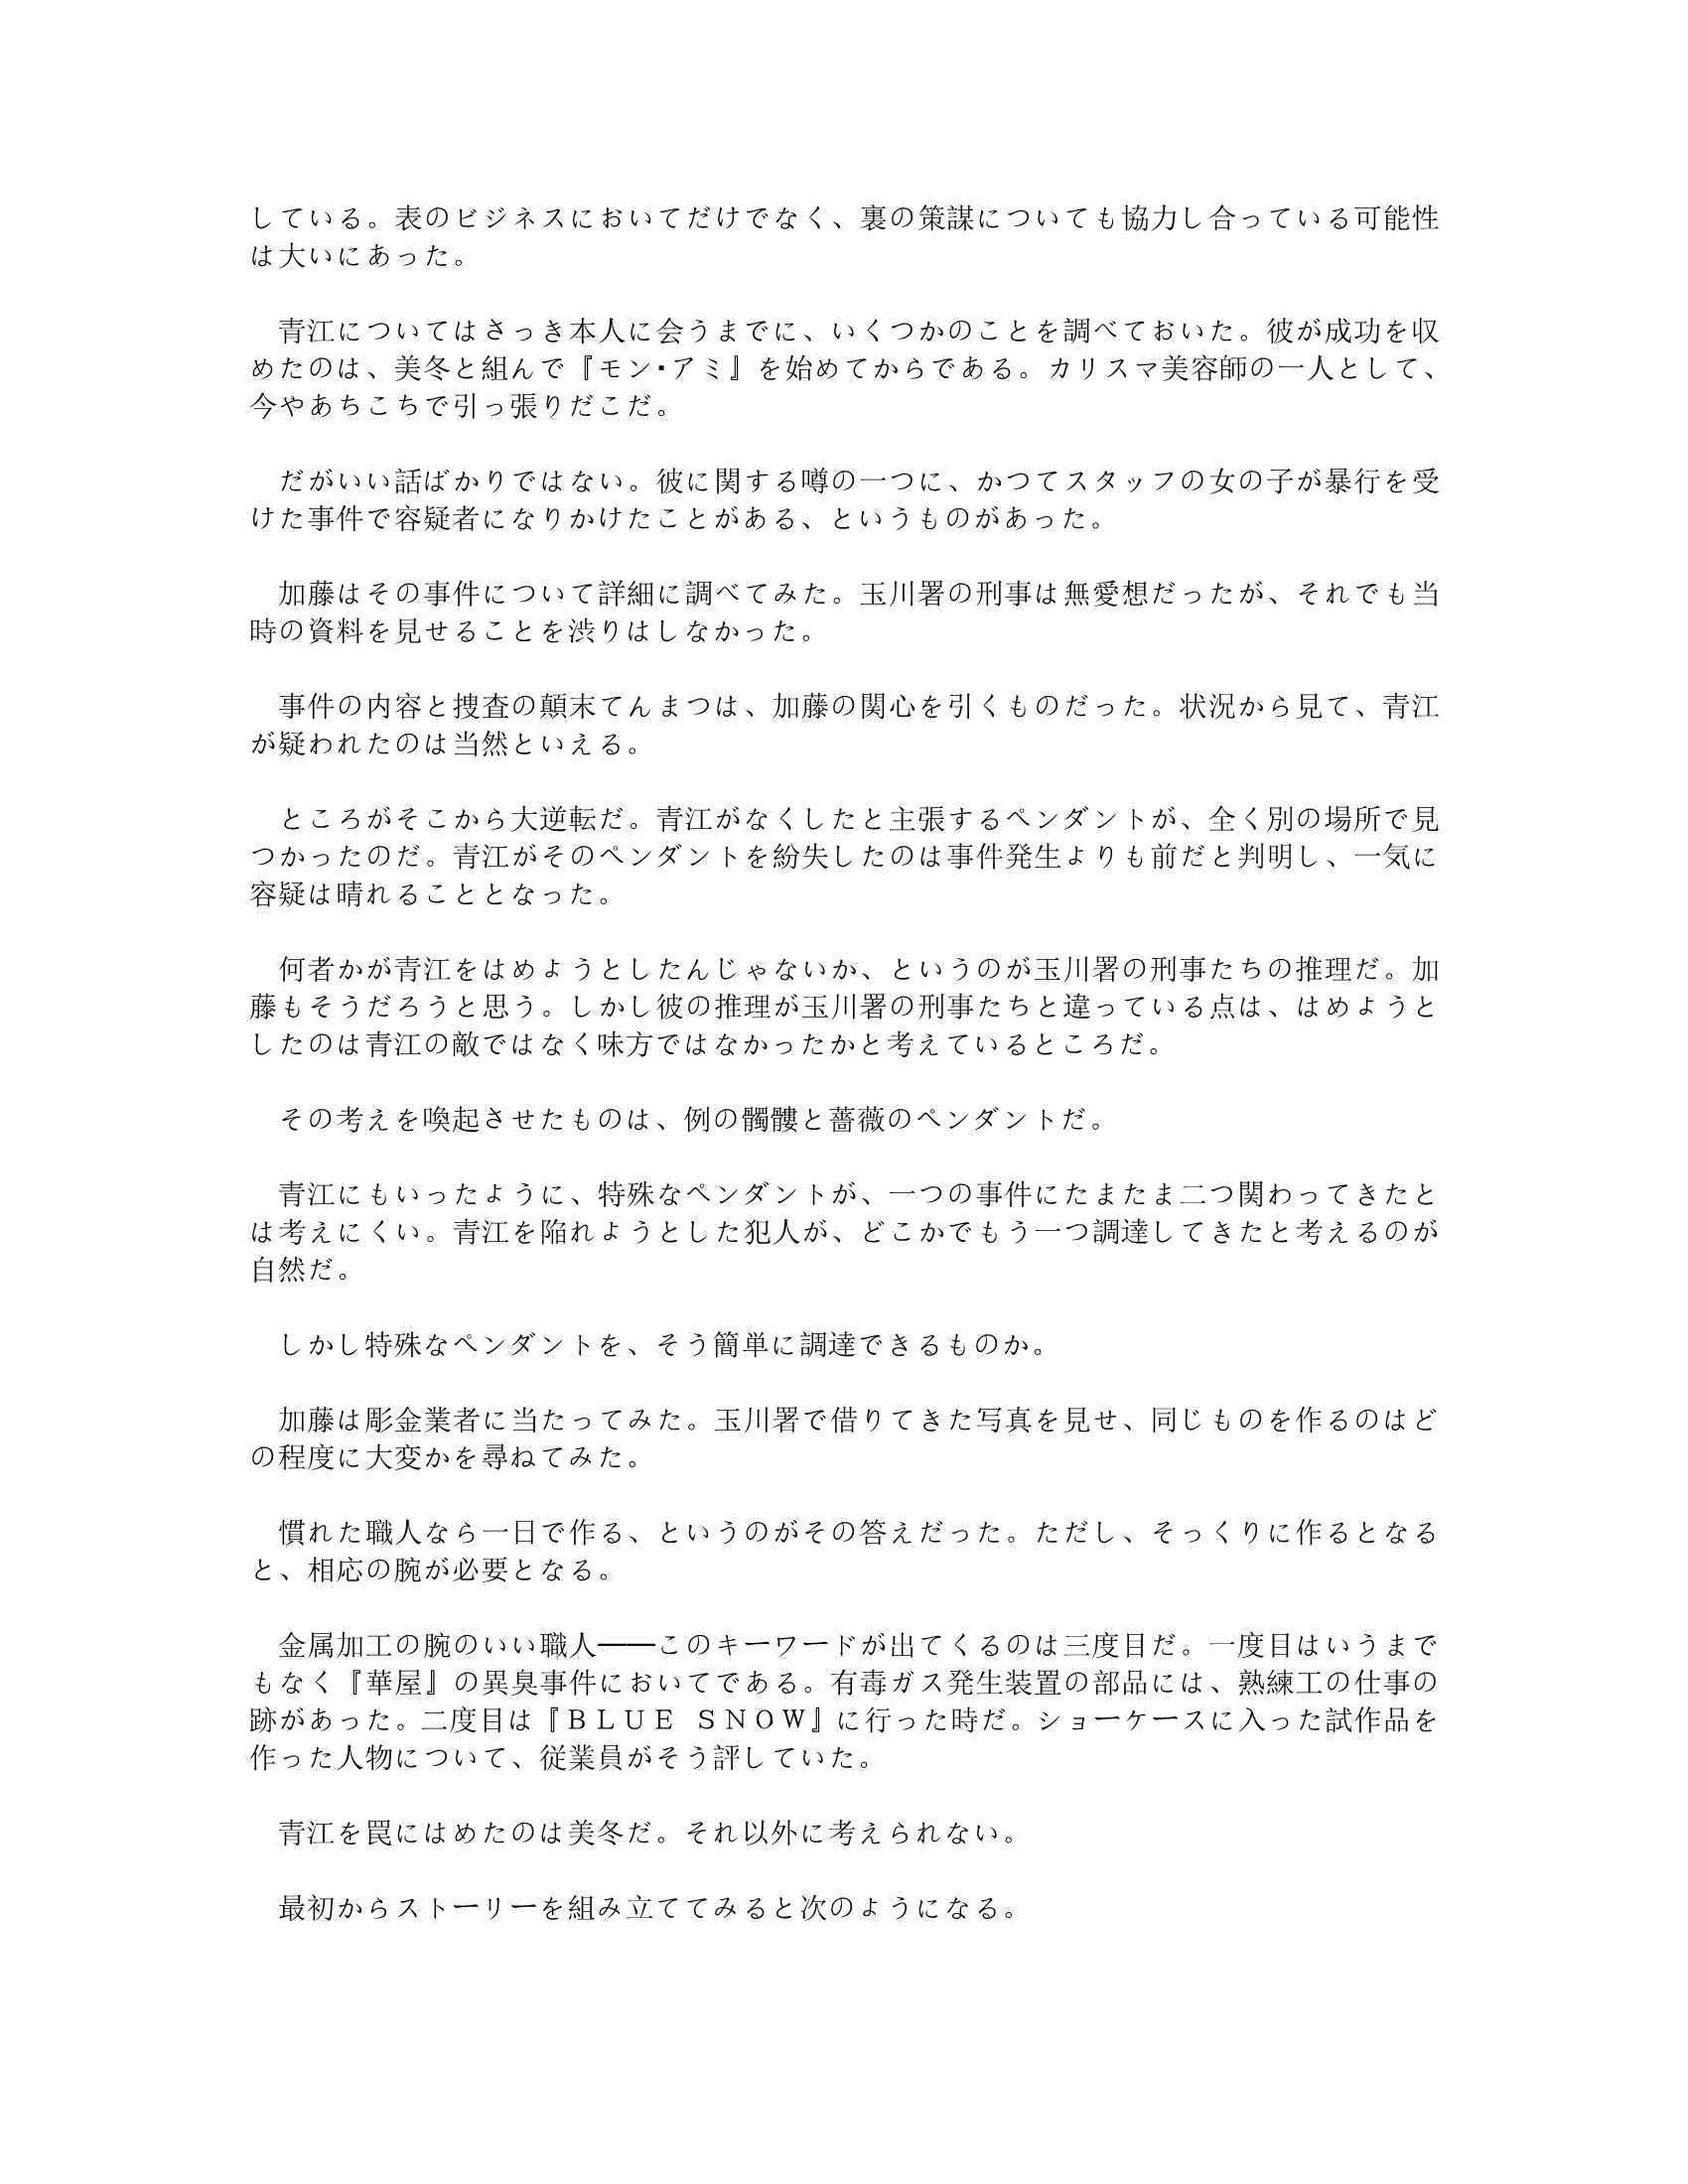 している。表のビジネスにおいてだけでなく、裏の策謀についても協力し合っている可能性
は大いにあった。
　青江についてはさっき本人に会うまでに、いくつかのことを調べておいた。彼が成功を収
めたのは、美冬と組んで『モン・アミ』を始めてからである。カリスマ美容師の一人として、
今やあちこちで引っ張りだこだ。
　だがいい話ばかりではない。彼に関する噂の一つに、かつてスタッフの女の子が暴行を受
けた事件で容疑者になりかけたことがある、というものがあった。
　加藤はその事件について詳細に調べてみた。玉川署の刑事は無愛想だったが、それでも当
時の資料を見せることを渋りはしなかった。
　事件の内容と捜査の顛末てんまつは、加藤の関心を引くものだった。状況から見て、青江
が疑われたのは当然といえる。
　ところがそこから大逆転だ。青江がなくしたと主張するペンダントが、全く別の場所で見
つかったのだ。青江がそのペンダントを紛失したのは事件発生よりも前だと判明し、一気に
容疑は晴れることとなった。
　何者かが青江をはめようとしたんじゃないか、というのが玉川署の刑事たちの推理だ。加
藤もそうだろうと思う。しかし彼の推理が玉川署の刑事たちと違っている点は、はめようと
したのは青江の敵ではなく味方ではなかったかと考えているところだ。
　その考えを喚起させたものは、例の髑髏と薔薇のペンダントだ。
　青江にもいったように、特殊なペンダントが、一つの事件にたまたま二つ関わってきたと
は考えにくい。青江を陥れようとした犯人が、どこかでもう一つ調達してきたと考えるのが
自然だ。
　しかし特殊なペンダントを、そう簡単に調達できるものか。
　加藤は彫金業者に当たってみた。玉川署で借りてきた写真を見せ、同じものを作るのはど
の程度に大変かを尋ねてみた。
　慣れた職人なら一日で作る、というのがその答えだった。ただし、そっくりに作るとなる
と、相応の腕が必要となる。
　金属加工の腕のいい職人――このキーワードが出てくるのは三度目だ。一度目はいうまで
もなく『華屋』の異臭事件においてである。有毒ガス発生装置の部品には、熟練工の仕事の
跡があった。二度目は『ＢＬＵＥ　ＳＮＯＷ』に行った時だ。ショーケースに入った試作品を
作った人物について、従業員がそう評していた。
　青江を罠にはめたのは美冬だ。それ以外に考えられない。
　最初からストーリーを組み立ててみると次のようになる。